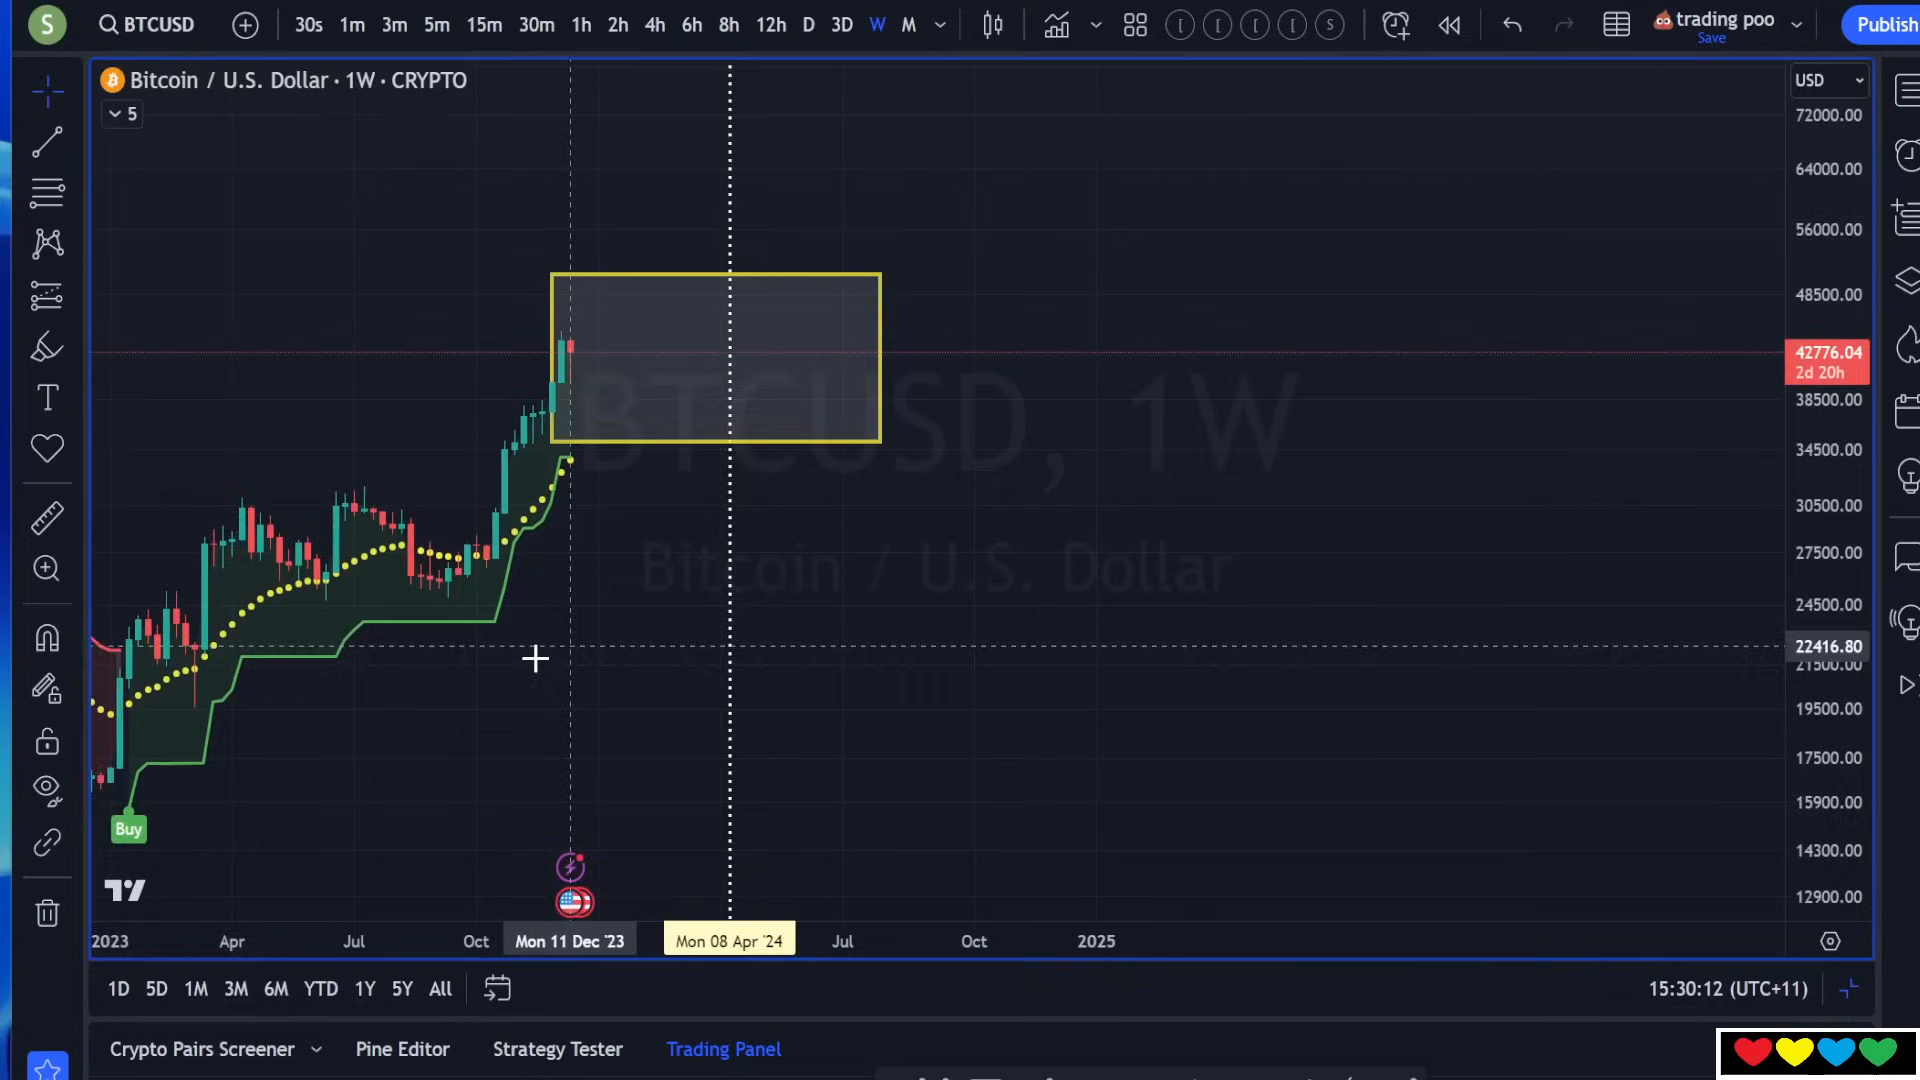 S
BTCUSD
30s 1m 3m 5m 15m 30m 1h 2h 4h 6h 8h 12h D 3D W M
[ [ [ [ S
trading poo
Save
Publish
Bitcoin / U.S. Dollar · 1W · CRYPTO
5
USD
72000.00
64000.00
56000.00
48500.00
42776.04
2d 20h
38500.00
34500.00
30500.00
27500.00
24500.00
22416.80
21500.00
19500.00
17500.00
15900.00
14300.00
12900.00
BTCUSD, 1W
Bitcoin / U.S. Dollar
Buy
2023 Apr Jul Oct Mon 11 Dec '23 Mon 08 Apr '24 Jul Oct 2025
1D 5D 1M 3M 6M YTD 1Y 5Y All
15:30:12 (UTC+11)
Crypto Pairs Screener Pine Editor Strategy Tester Trading Panel